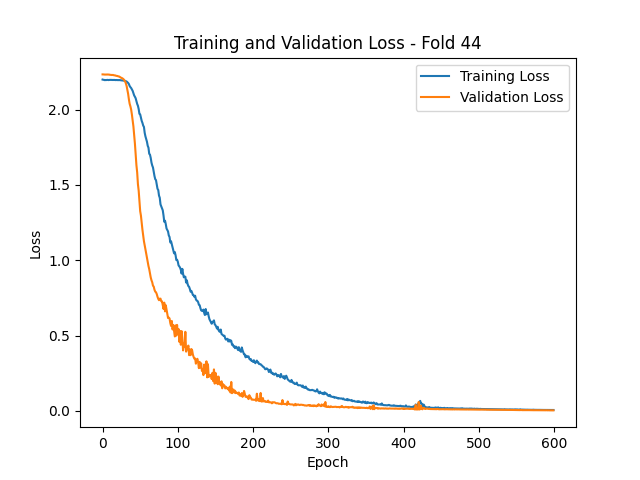 Training and Validation Loss - Fold 44
Training Loss
Validation Loss
2.0
1.5
1.0
0.5
0.0
Loss
0 100 200 300 400 500 600
Epoch